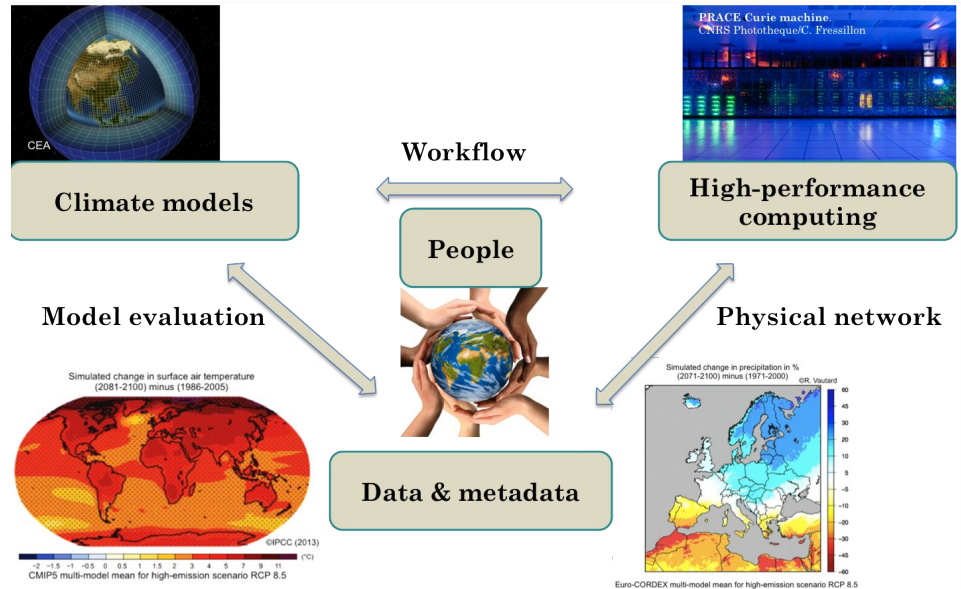 PRACE Curie machine.
CNRS Phototheque/C. Fressillon
CEA
Workflow
Climate models
High-performance
computing
People
Model evaluation
Physical network
Simulated change in surface air temperature
(2081-2100) minus (1986-2005)
©IPCC (2013)
−2 −1.5 −1 −0.5 0 0.5 1 1.5 2 3 4 5 7 9 11 (°C)
CMIP5 multi-model mean for high-emission scenario RCP 8.5
Data & metadata
Simulated change in precipitation in %
(2071-2100) minus (1971-2000)
©R. Vautard
60
45
30
20
10
5
−5
−10
−20
−30
−45
−60
Euro-CORDEX multi-model mean for high-emission scenario RCP 8.5